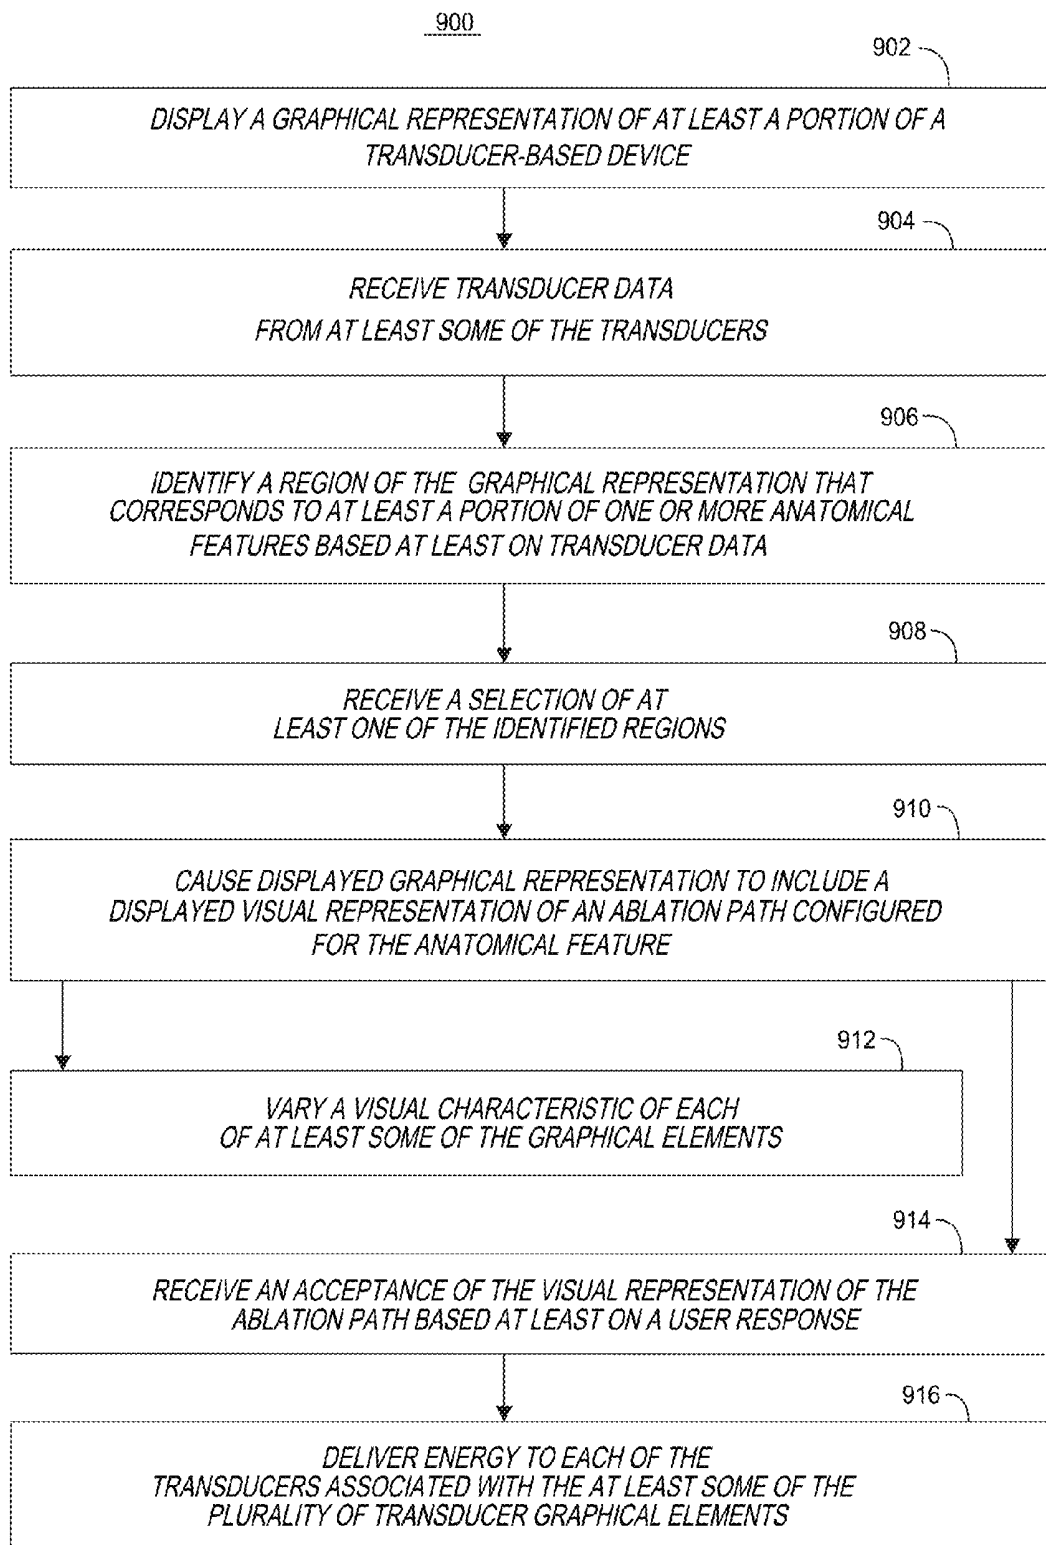 900
902
DISPLAY A GRAPHICAL REPRESENTATION OF AT LEAST A PORTION OF A
TRANSDUCER-BASED DEVICE
904
RECEIVE TRANSDUCER DATA
FROM AT LEAST SOME OF THE TRANSDUCERS
906
IDENTIFY A REGION OF THE GRAPHICAL REPRESENTATION THAT
CORRESPONDS TO AT LEAST A PORTION OF ONE OR MORE ANATOMICAL
FEATURES BASED AT LEAST ON TRANSDUCER DATA
908
RECEIVE A SELECTION OF AT
LEAST ONE OF THE IDENTIFIED REGIONS
910
CAUSE DISPLAYED GRAPHICAL REPRESENTATION TO INCLUDE A
DISPLAYED VISUAL REPRESENTATION OF AN ABLATION PATH CONFIGURED
FOR THE ANATOMICAL FEATURE
912
VARY A VISUAL CHARACTERISTIC OF EACH
OF AT LEAST SOME OF THE GRAPHICAL ELEMENTS
914
RECEIVE AN ACCEPTANCE OF THE VISUAL REPRESENTATION OF THE
ABLATION PATH BASED AT LEAST ON A USER RESPONSE
916
DELIVER ENERGY TO EACH OF THE
TRANSDUCERS ASSOCIATED WITH THE AT LEAST SOME OF THE
PLURALITY OF TRANSDUCER GRAPHICAL ELEMENTS